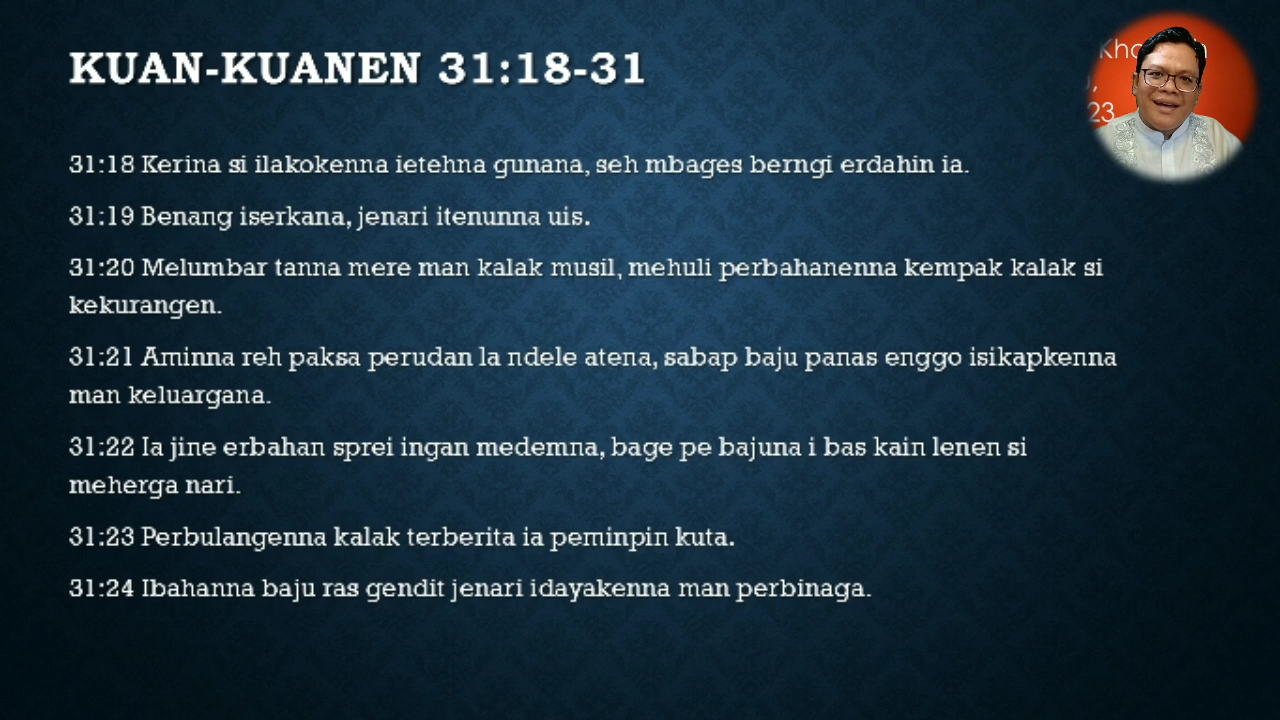 KUAN-KUANEN 31:18-31
31:18 Kerina si ilakokenna ietehna gunana, seh mbages berngi erdahin ia.
31:19 Benang iserkana, jenari itenunna uis.
31:20 Melumbar tanna mere man kalak musil, mehuli perbahanenna kempak kalak si
kekurangen.
31:21 Aminna reh paksa perudan la ndele atena, sabap baju panas enggo isikapkenna
man keluargana.
31:22 Ia jine erbahan sprei ingan medemna, bage pe bajuna i bas kain lenen si
meherga nari.
31:23 Perbulangenna kalak terberita ia peminpin kuta.
31:24 Ibahanna baju ras gendit jenari idayakenna man perbinaga.
23